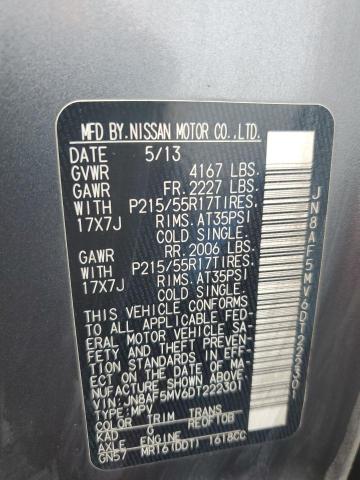 MFD BY.NISSAN MOTOR CO.,LTD.
DATE 5/13
GVWR 4167 LBS.
GAWR FR. 2227 LBS.
WITH P215/55R17TIRES.
17X7J RIMS. AT35PSI
COLD SINGLE.
GAWR RR. 2006 LBS.
WITH P215/55R17TIRES.
17X7J RIMS. AT35PSI
COLD SINGLE.
THIS VEHICLE CONFORMS
TO ALL APPLICABLE FED-
ERAL MOTOR VEHICLE SA-
FETY AND THEFT PREVEN-
TION STANDARDS IN EFF-
ECT ON THE DATE OF MA-
NUFACTURE SHOWN ABOVE.
VIN:JN8AF5MV6DT222301
TYPE:MPV
COLOR TRIM TRANS
KAD G RE0F10B
AXLE ENGINE
GN57 MR16(DDT) 1618CC
JN8AF5MV6DT222301